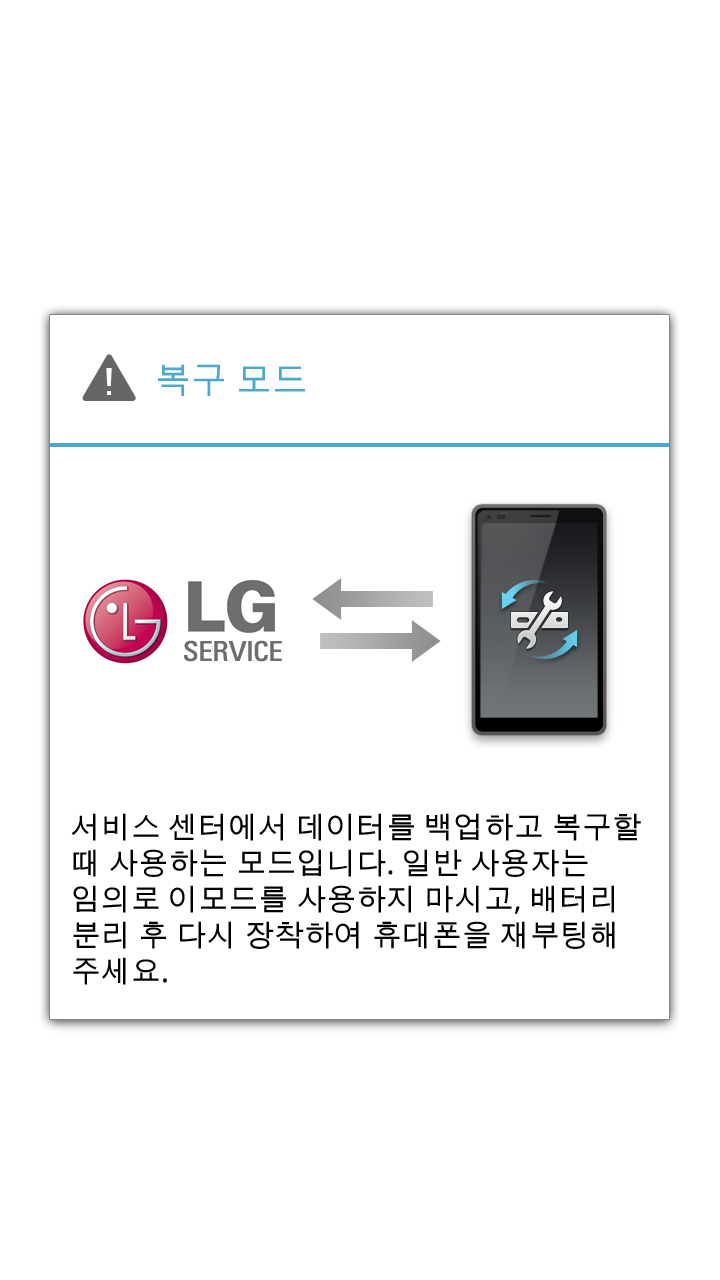 복구 모드
LG
SERVICE
서비스 센터에서 데이터를 백업하고 복구할
때 사용하는 모드입니다. 일반 사용자는
임의로 이모드를 사용하지 마시고, 배터리
분리 후 다시 장착하여 휴대폰을 재부팅해
주세요.